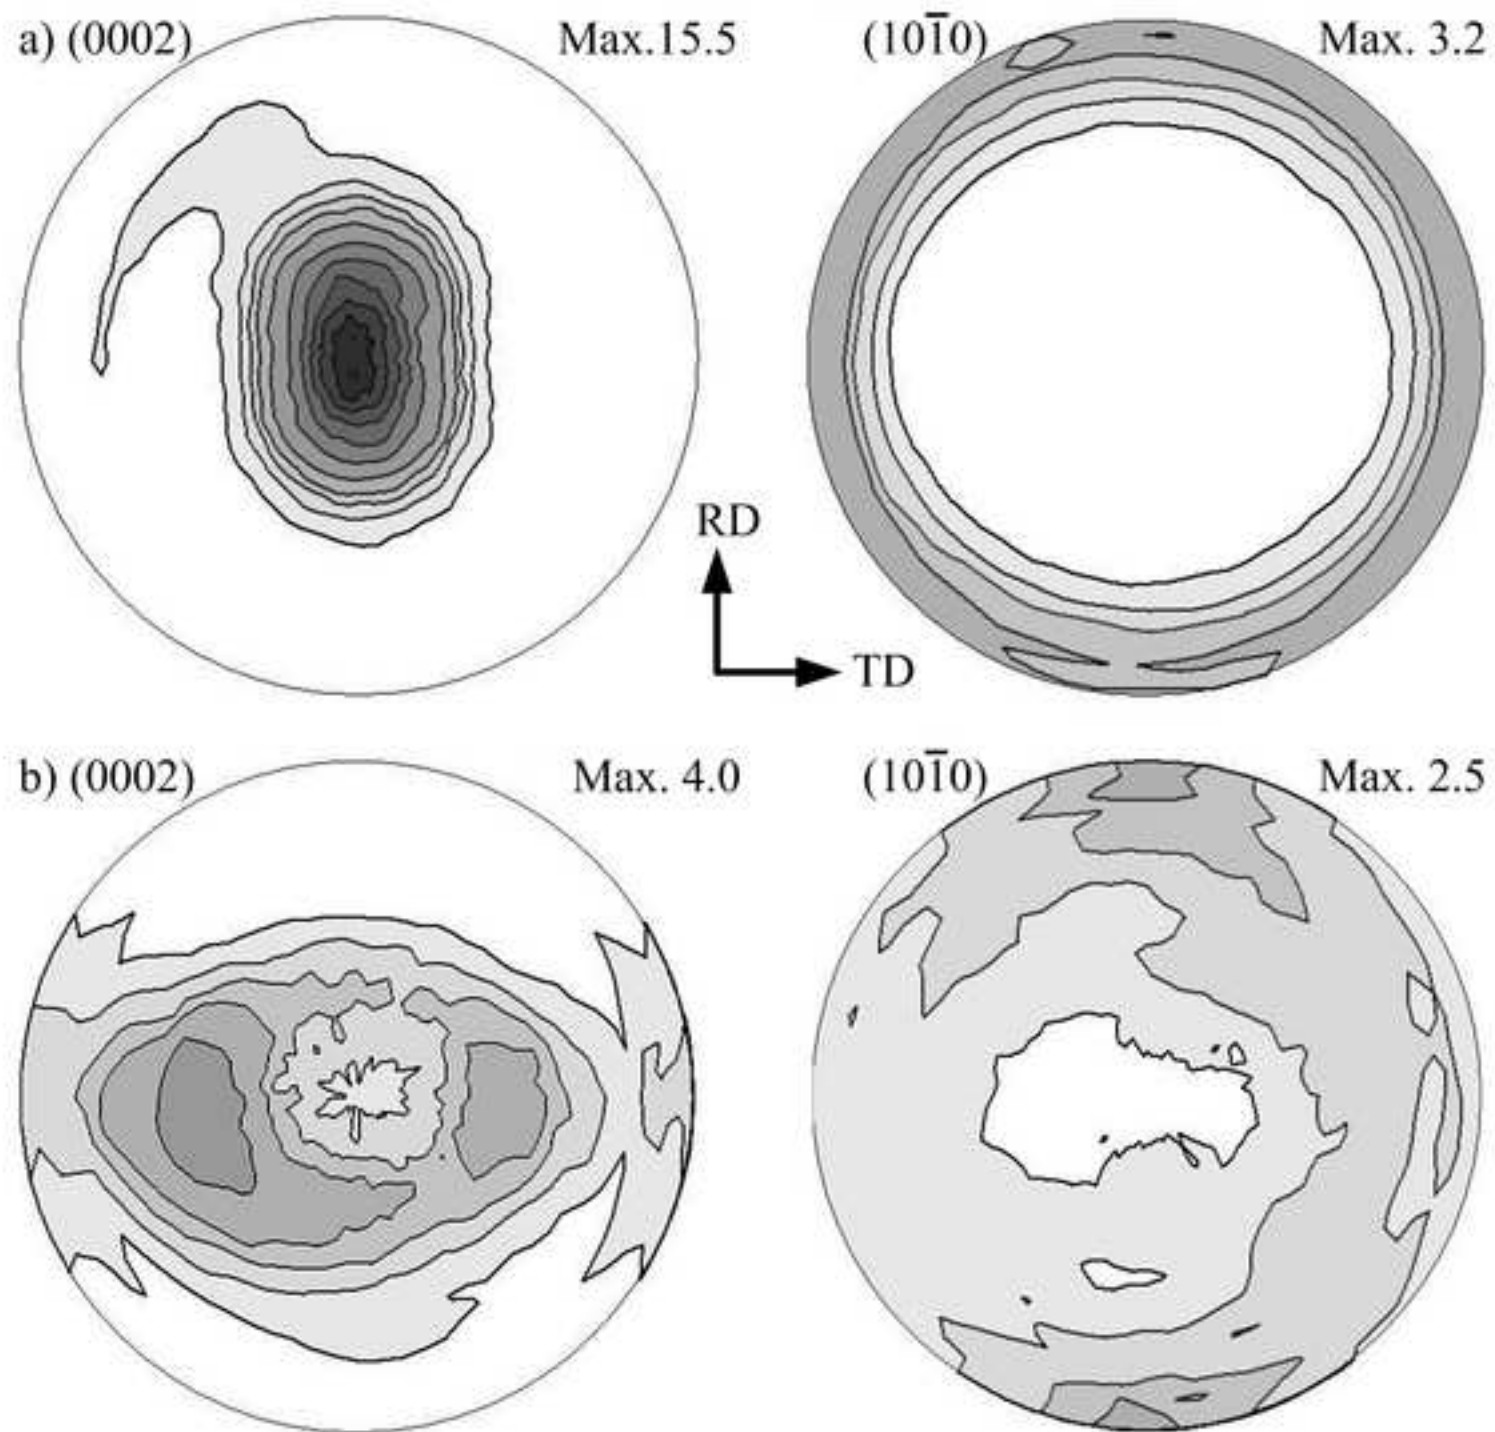 a) (0002) Max.15.5 (101̅0) Max. 3.2
RD
TD
b) (0002) Max. 4.0 (101̅0) Max. 2.5